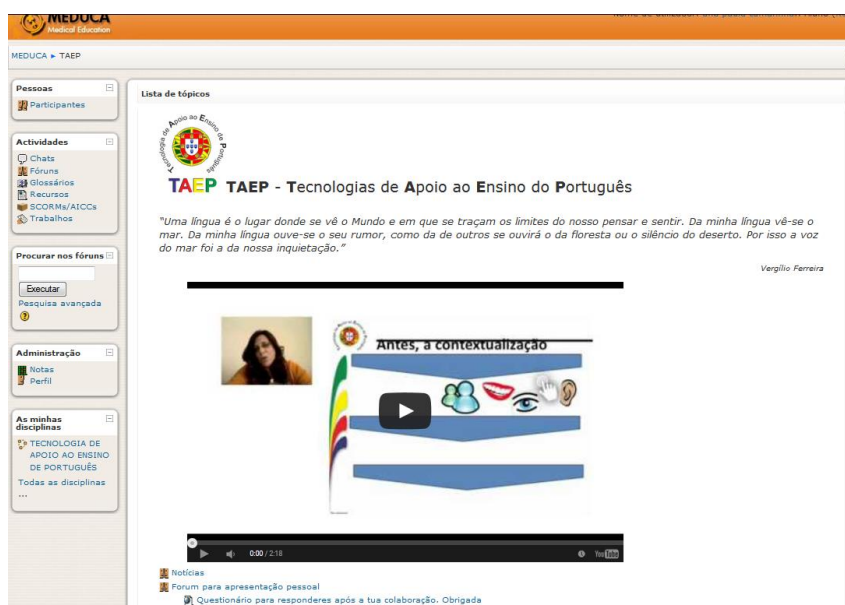 MEDUCA
Medical Education
MEDUCA ► TAEP
Pessoas
Participantes
Actividades
Chats
Fóruns
Glossários
Recursos
SCORMs/AICCs
Trabalhos
Procurar nos fóruns
Executar
Pesquisa avançada
Administração
Notas
Perfil
As minhas
disciplinas
TECNOLOGIA DE
APOIO AO ENSINO
DE PORTUGUÊS
Todas as disciplinas
...
Lista de tópicos
Tecnologia de Apoio ao Ensino de Português
TAEP TAEP - Tecnologias de Apoio ao Ensino do Português
"Uma língua é o lugar donde se vê o Mundo e em que se traçam os limites do nosso pensar e sentir. Da minha língua vê-se o
mar. Da minha língua ouve-se o seu rumor, como da de outros se ouvirá o da floresta ou o silêncio do deserto. Por isso a voz
do mar foi a da nossa inquietação."
Vergílio Ferreira
Antes, a contextualização
0:00 / 2:18
YouTube
Notícias
Forum para apresentação pessoal
Questionário para responderes após a tua colaboração. Obrigada